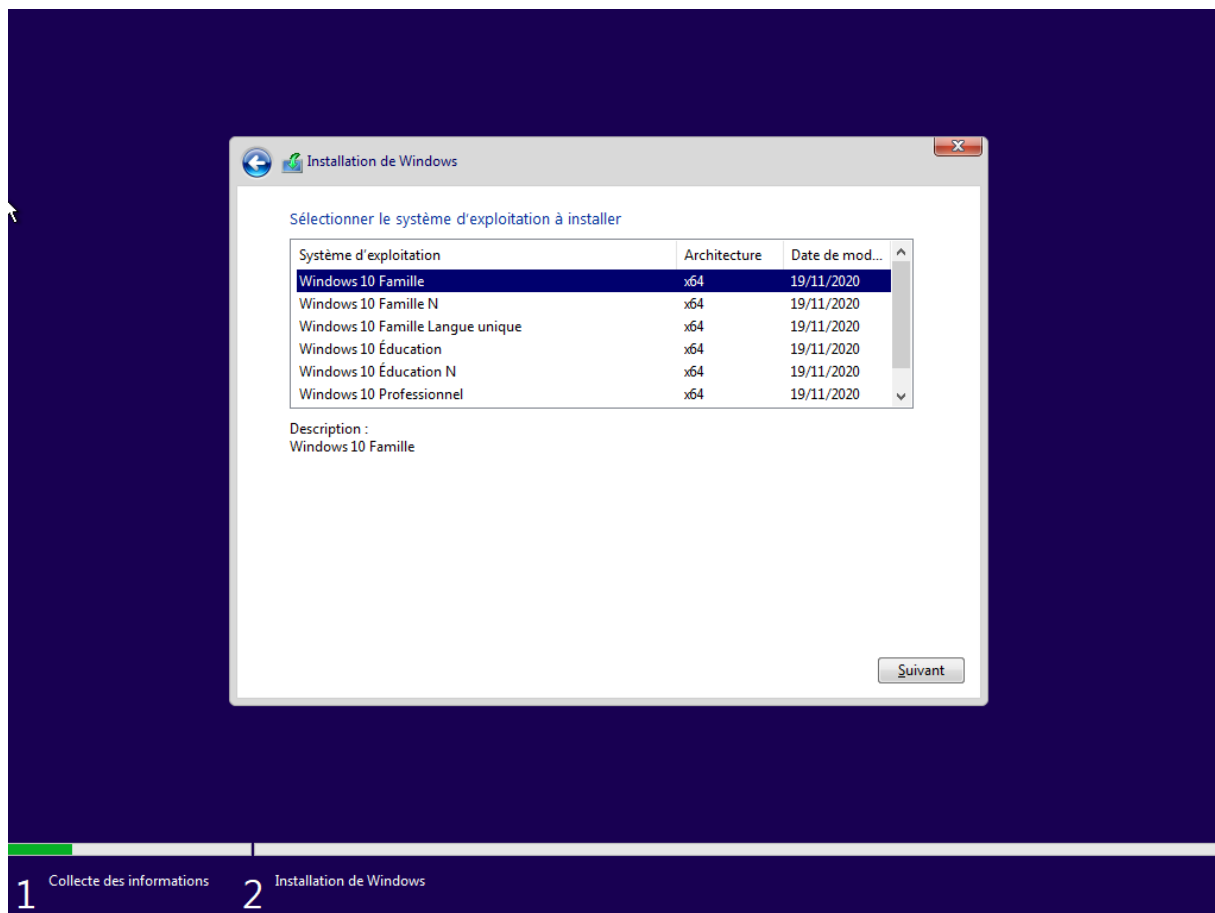 Installation de Windows
Sélectionner le système d'exploitation à installer
Système d'exploitation Architecture Date de mod...
Windows 10 Famille x64 19/11/2020
Windows 10 Famille N x64 19/11/2020
Windows 10 Famille Langue unique x64 19/11/2020
Windows 10 Éducation x64 19/11/2020
Windows 10 Éducation N x64 19/11/2020
Windows 10 Professionnel x64 19/11/2020
Description :
Windows 10 Famille
Suivant
1 Collecte des informations 2 Installation de Windows